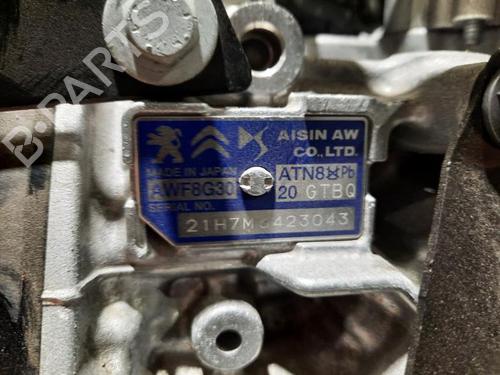 B-PARTS
AISIN AW
CO.,LTD.
MADE IN JAPAN
AWF8G30
ATN8 Pb
SERIAL NO.
20 GTBQ
21H7M 423043